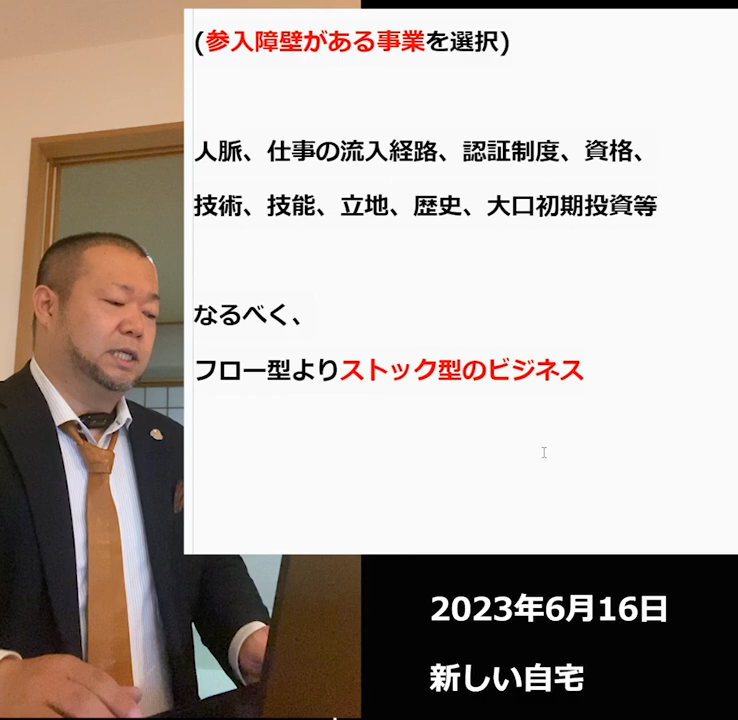 (参入障壁がある事業を選択)
人脈、仕事の流入経路、認証制度、資格、
技術、技能、立地、歴史、大口初期投資等
なるべく、
フロー型よりストック型のビジネス
2023年6月16日
新しい自宅